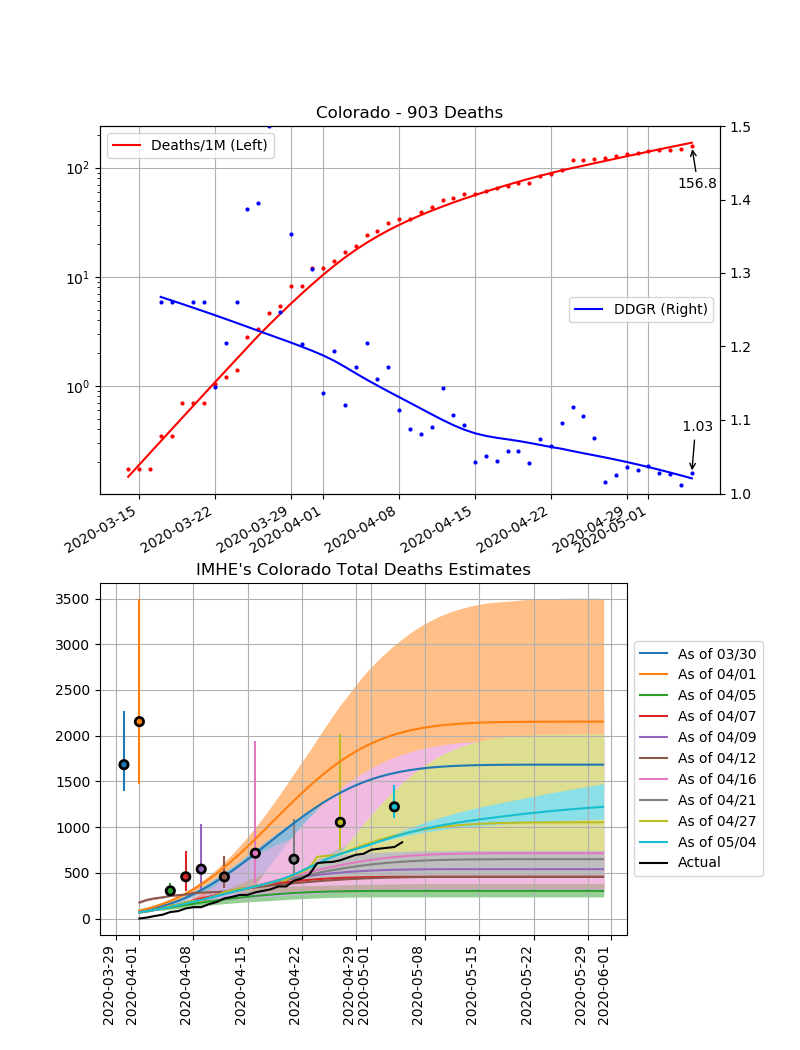 Colorado - 903 Deaths
Deaths/1M (Left)
DDGR (Right)
10²
10¹
10⁰
1.5
1.4
1.3
1.2
1.1
1.0
156.8
1.03
2020-03-15
2020-03-22
2020-03-29
2020-04-01
2020-04-08
2020-04-15
2020-04-22
2020-04-29
2020-05-01
IMHE's Colorado Total Deaths Estimates
3500
3000
2500
2000
1500
1000
500
0
2020-03-29
2020-04-01
2020-04-08
2020-04-15
2020-04-22
2020-04-29
2020-05-01
2020-05-08
2020-05-15
2020-05-22
2020-05-29
2020-06-01
As of 03/30
As of 04/01
As of 04/05
As of 04/07
As of 04/09
As of 04/12
As of 04/16
As of 04/21
As of 04/27
As of 05/04
Actual